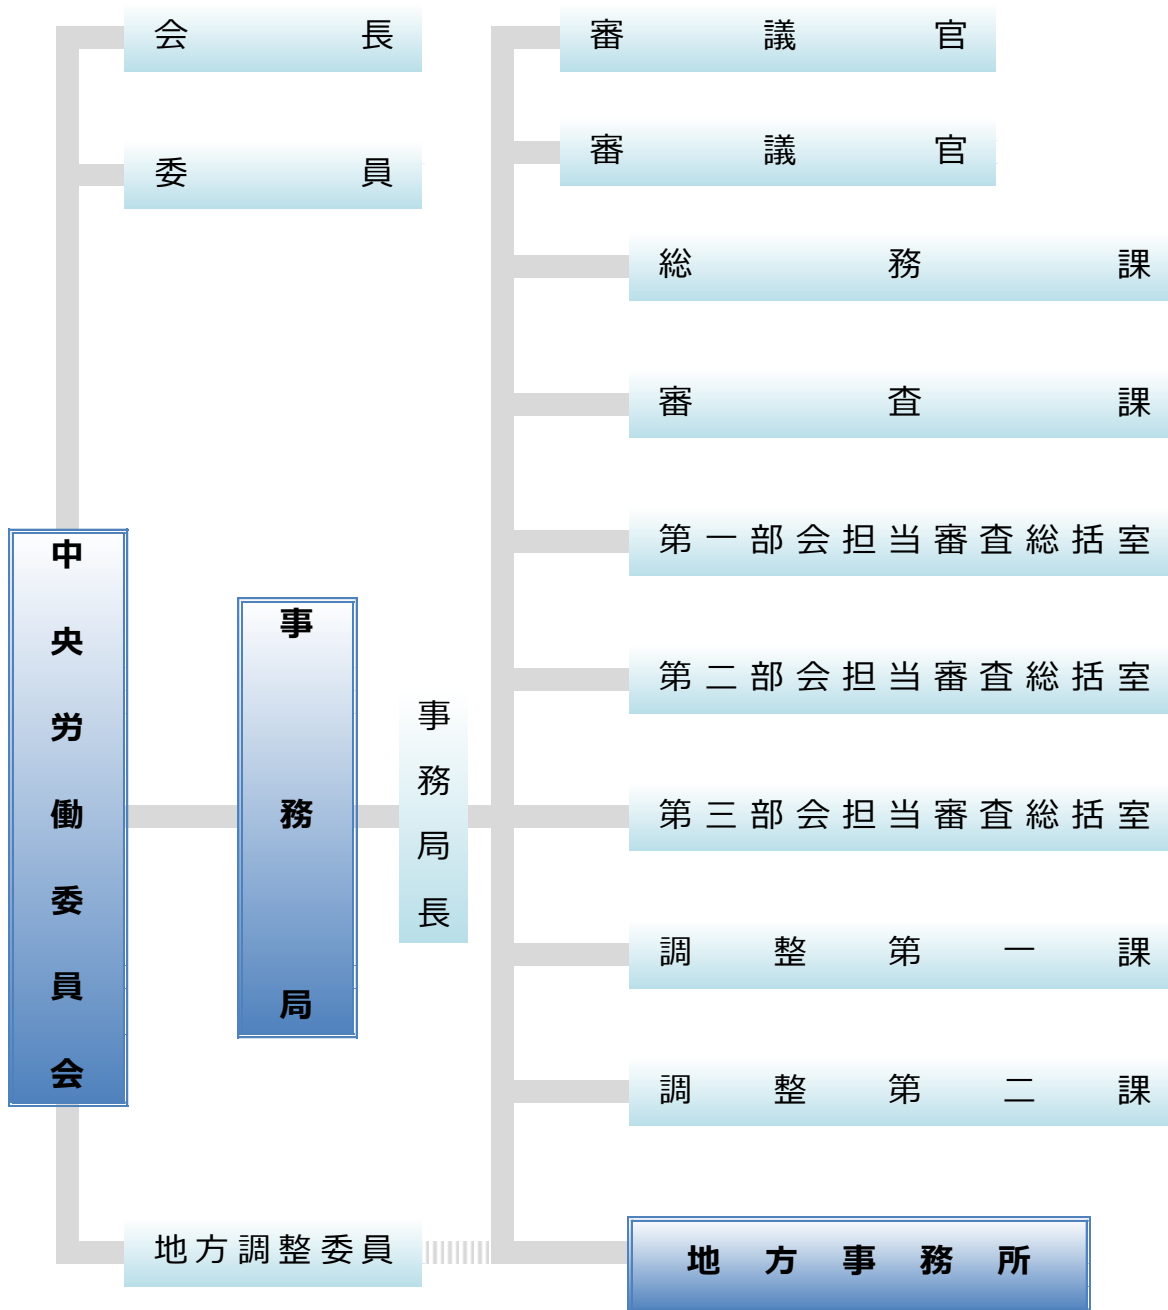 会長
委員
中央労働委員会
事務局
事務局長
地方調整委員
審議官
審議官
総務課
審査課
第一部会担当審査総括室
第二部会担当審査総括室
第三部会担当審査総括室
調整第一課
調整第二課
地方事務所